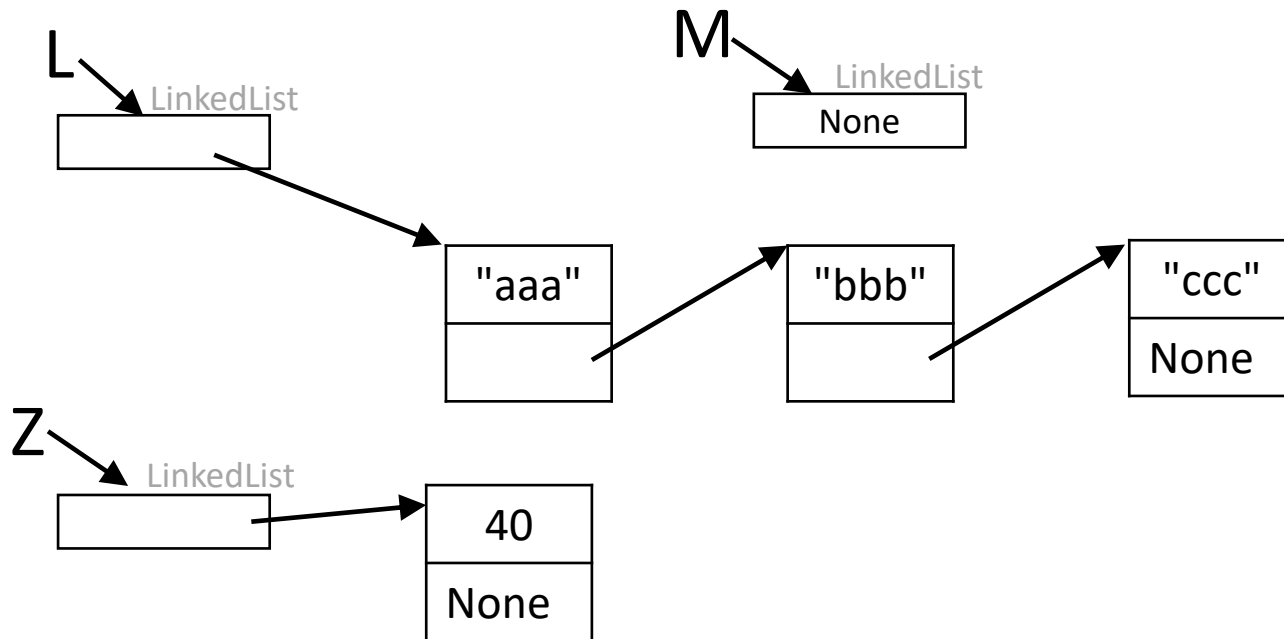 L
LinkedList
M
LinkedList
None
"aaa"
"bbb"
"ccc"
None
Z
LinkedList
40
None